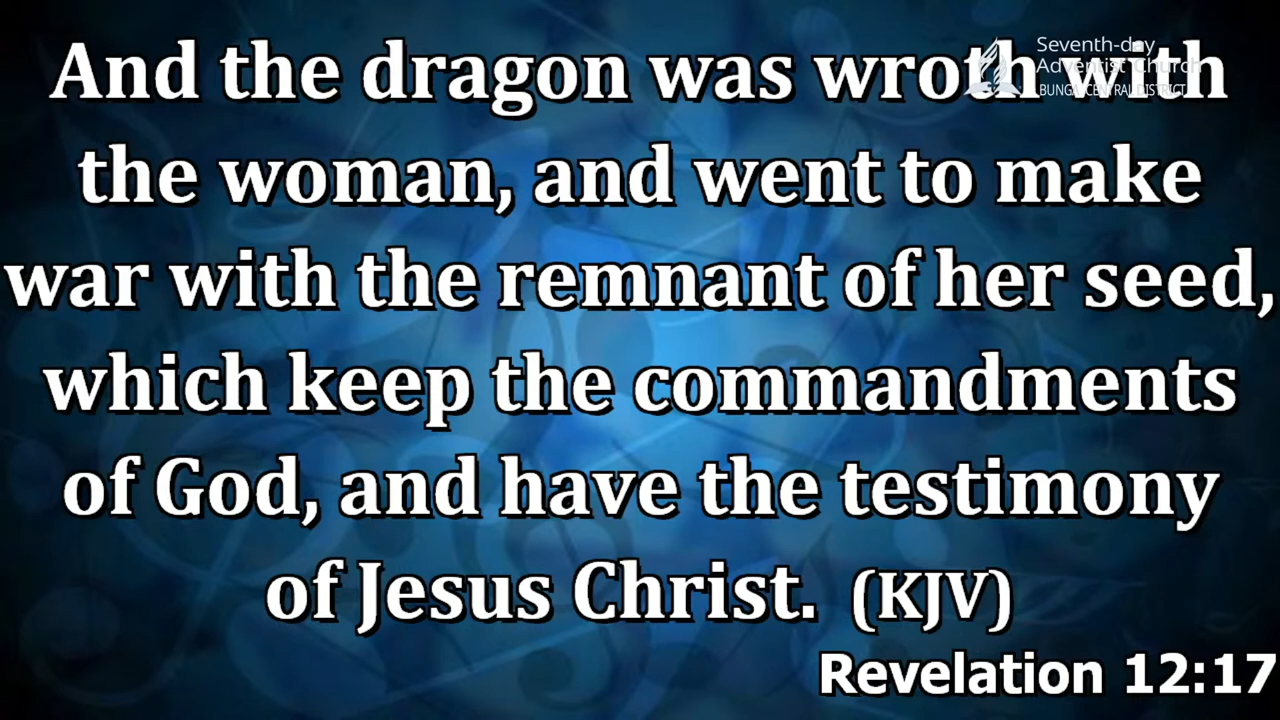 And the dragon was wroth with
the woman, and went to make
war with the remnant of her seed,
which keep the commandments
of God, and have the testimony
of Jesus Christ. (KJV)
Revelation 12:17
Seventh-day
Adventist Church
CENTRAL DISTRICT